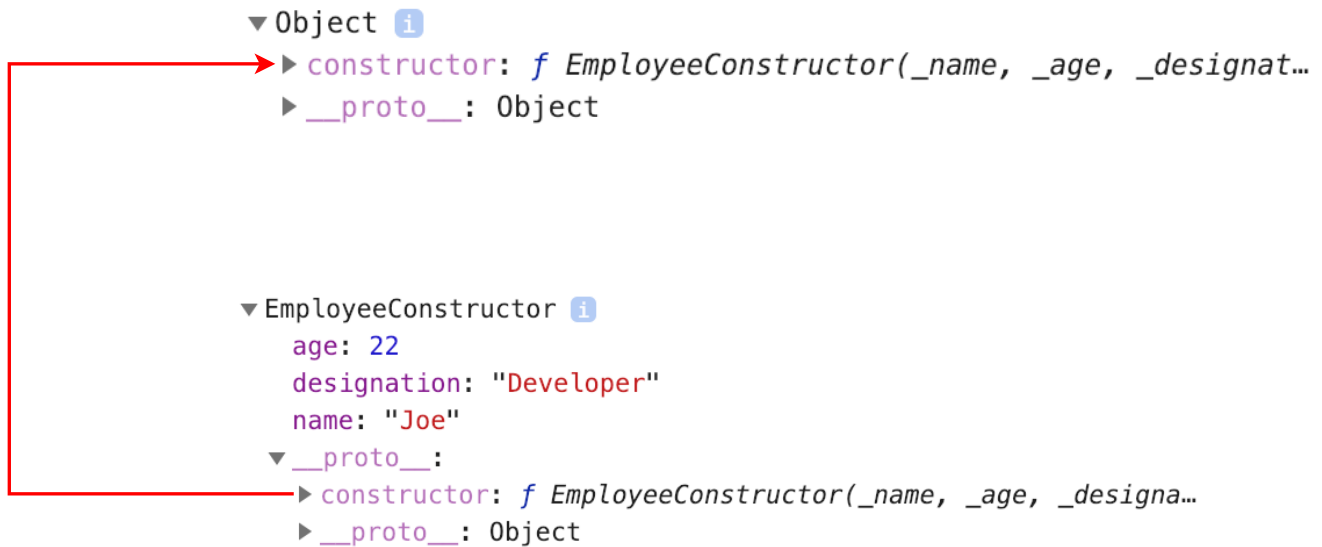 ▼Object i
▶constructor: ƒ EmployeeConstructor(_name, _age, _designat…
▶__proto__: Object
▼EmployeeConstructor i
age: 22
designation: "Developer"
name: "Joe"
▼__proto__:
▶constructor: ƒ EmployeeConstructor(_name, _age, _designa…
▶__proto__: Object